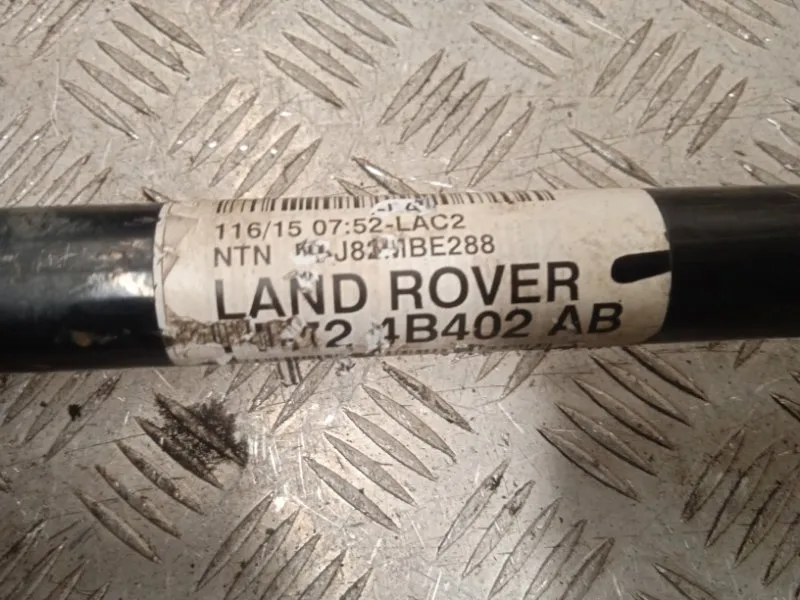 116/15 07:52-LAC2
NTN
LAND ROVER
4B402 AB